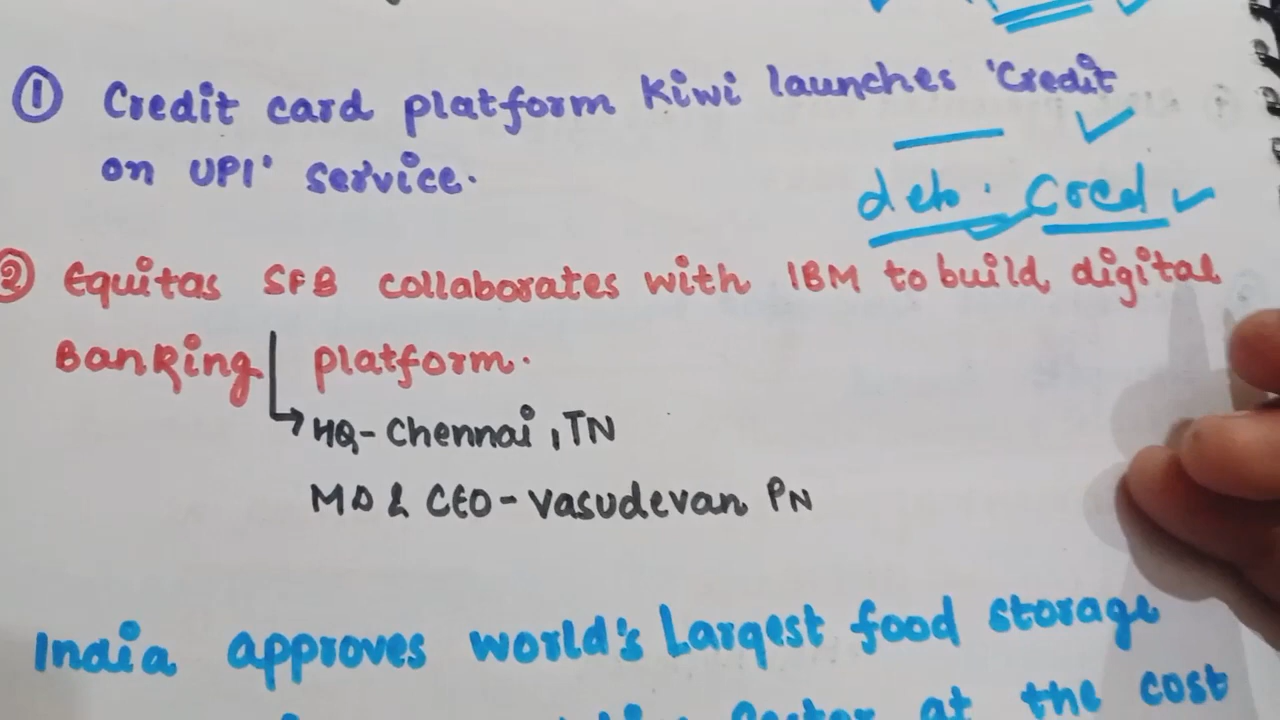 ① Credit card platform Kiwi launches 'Credit
on UPI' service.
deb. Cred
② Equitas SFB collaborates with IBM to build digital
Banking platform.
HQ - Chennai, TN
MD & CEO - Vasudevan PN
India approves world's Largest food storage
at the cost